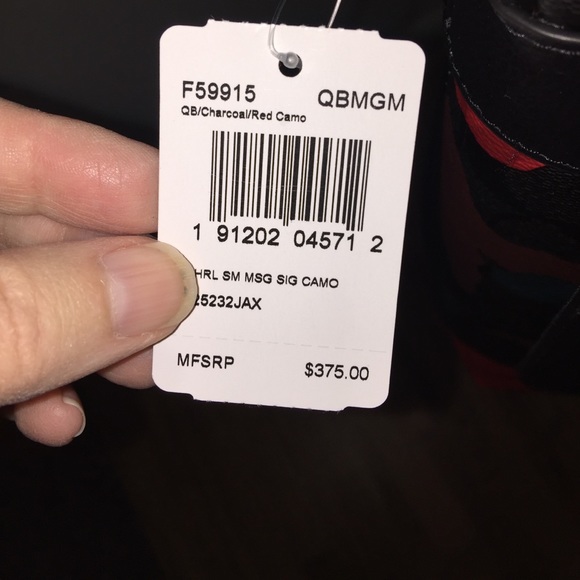 F59915 QBMGM
QB/Charcoal/Red Camo
1 91202 04571 2
HRL SM MSG SIG CAMO
25232JAX
MFSRP $375.00